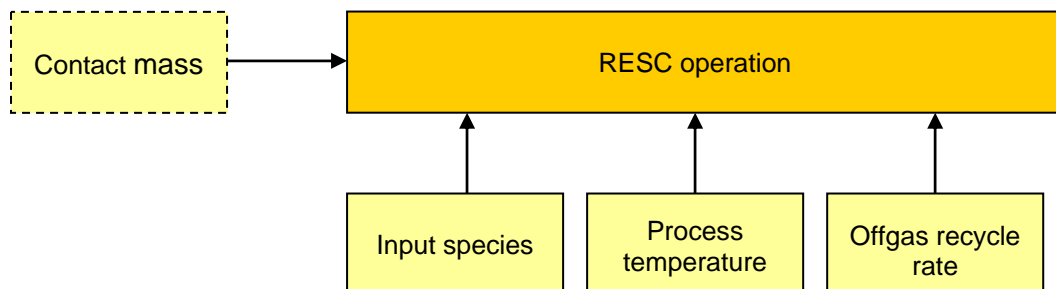 Contact mass
RESC operation
Input species
Process
temperature
Offgas recycle
rate